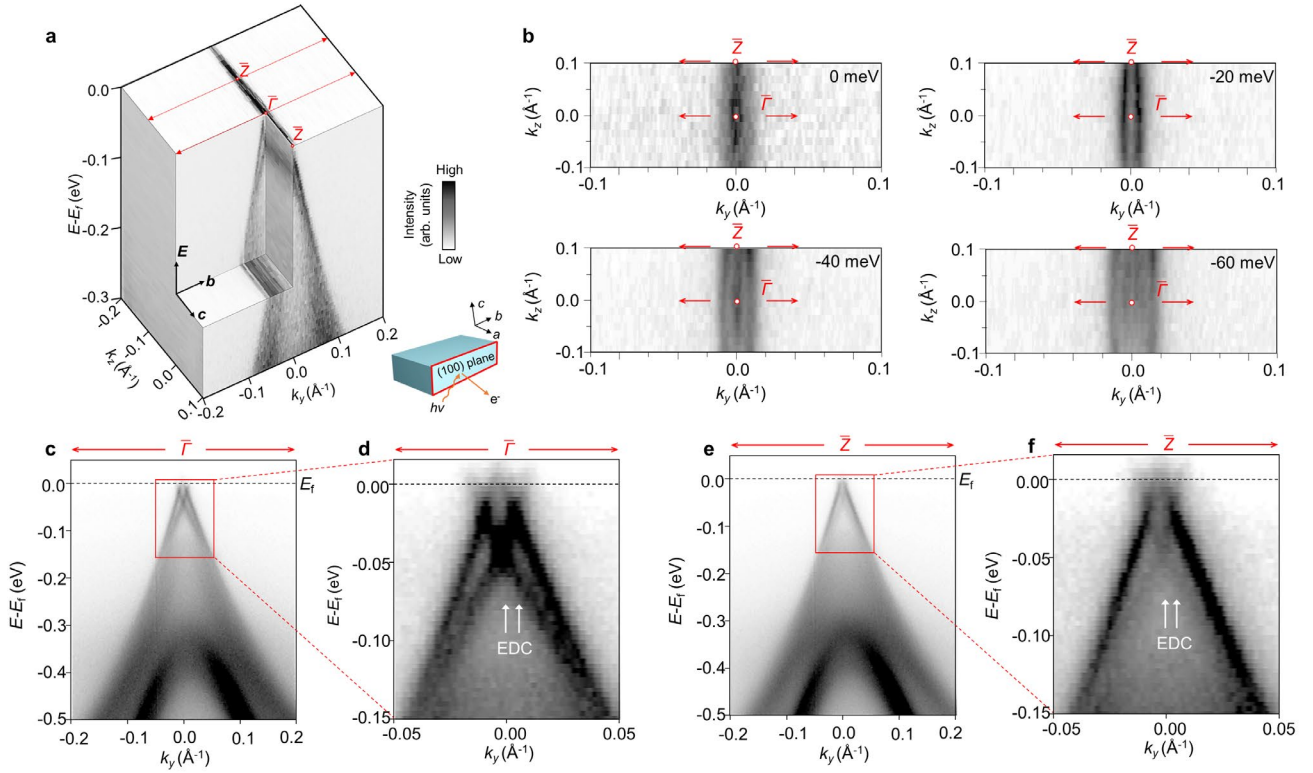 a
Z̅
Γ̅
Z̅
0.0
-0.1
-0.2
-0.3
E-E_f (eV)
E
b
c
-0.2
-0.1
0.0
0.1
k_z (Å⁻¹)
-0.2
-0.1
0.0
0.1
0.2
k_y (Å⁻¹)
High
Intensity
(arb. units)
Low
c
b
a
(100) plane
hν
e⁻
b
Z̅
0.1
0 meV
k_z (Å⁻¹)
0.0
Γ̅
-0.1
-0.1
0.0
0.1
k_y (Å⁻¹)
Z̅
0.1
-20 meV
k_z (Å⁻¹)
0.0
Γ̅
-0.1
-0.1
0.0
0.1
k_y (Å⁻¹)
Z̅
0.1
-40 meV
k_z (Å⁻¹)
0.0
Γ̅
-0.1
-0.1
0.0
0.1
k_y (Å⁻¹)
Z̅
0.1
-60 meV
k_z (Å⁻¹)
0.0
Γ̅
-0.1
-0.1
0.0
0.1
k_y (Å⁻¹)
c
Γ̅
0.0
E_f
-0.1
-0.2
-0.3
-0.4
-0.5
E-E_f (eV)
-0.2
-0.1
0.0
0.1
0.2
k_y (Å⁻¹)
d
Γ̅
0.00
-0.05
-0.10
-0.15
E-E_f (eV)
EDC
-0.05
0.00
0.05
k_y (Å⁻¹)
e
Z̅
0.0
E_f
-0.1
-0.2
-0.3
-0.4
-0.5
E-E_f (eV)
-0.2
-0.1
0.0
0.1
0.2
k_y (Å⁻¹)
f
Z̅
0.00
-0.05
-0.10
-0.15
E-E_f (eV)
EDC
-0.05
0.00
0.05
k_y (Å⁻¹)